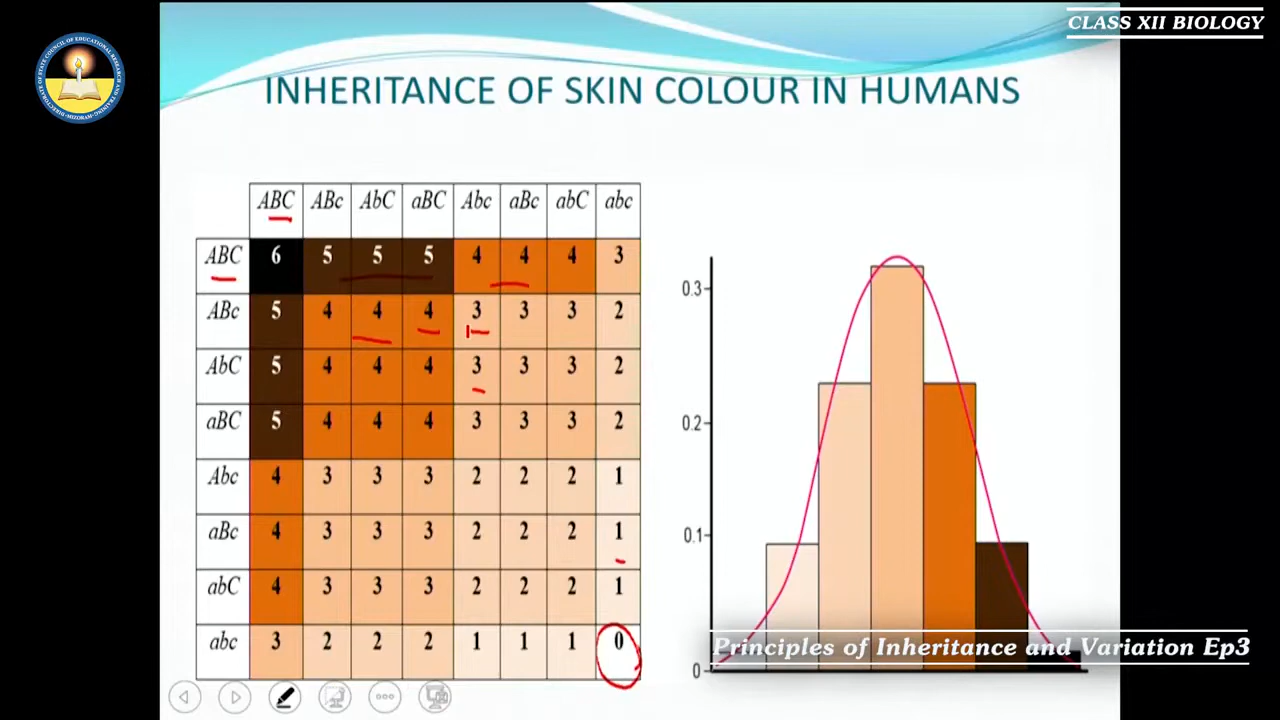 CLASS XII BIOLOGY
INHERITANCE OF SKIN COLOUR IN HUMANS
ABC ABc AbC aBC Abc aBc abC abc
ABC 6 5 5 5 4 4 4 3
ABc 5 4 4 4 3 3 3 2
AbC 5 4 4 4 3 3 3 2
aBC 5 4 4 4 3 3 3 2
Abc 4 3 3 3 2 2 2 1
aBc 4 3 3 3 2 2 2 1
abC 4 3 3 3 2 2 2 1
abc 3 2 2 2 1 1 1 0
0.3
0.2
0.1
0
Principles of Inheritance and Variation Ep3